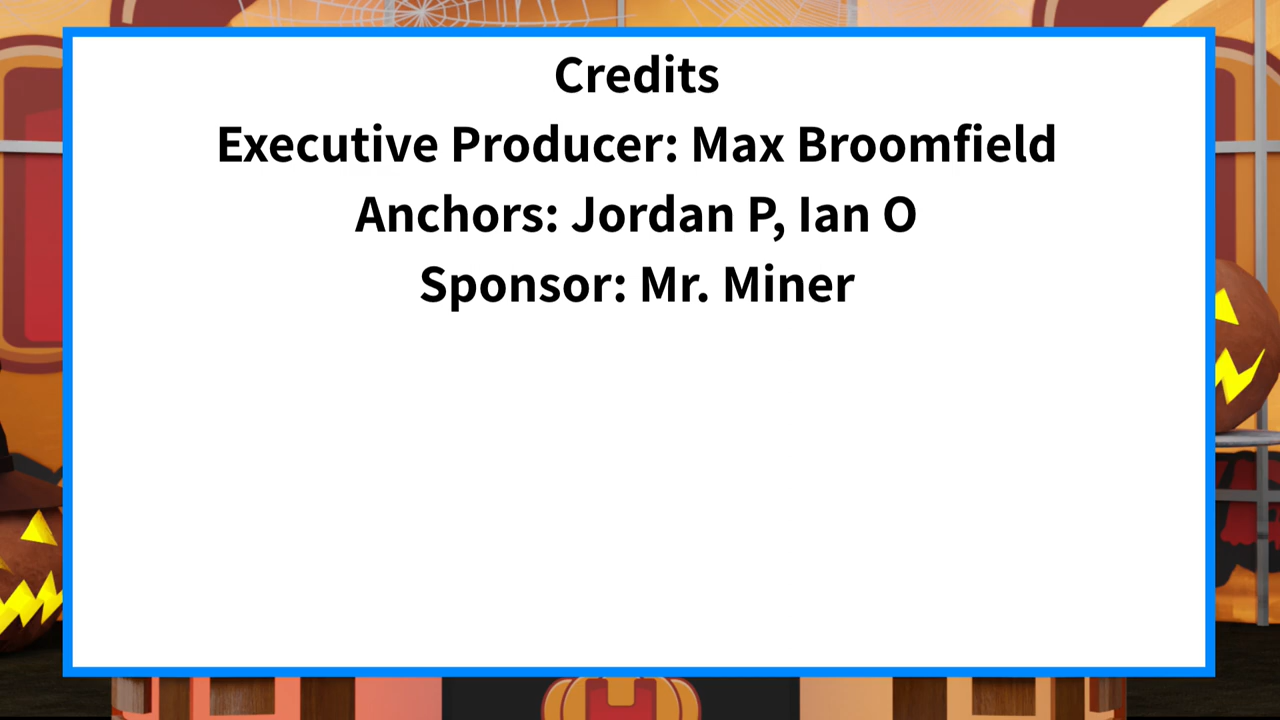 Credits
Executive Producer: Max Broomfield
Anchors: Jordan P, Ian O
Sponsor: Mr. Miner